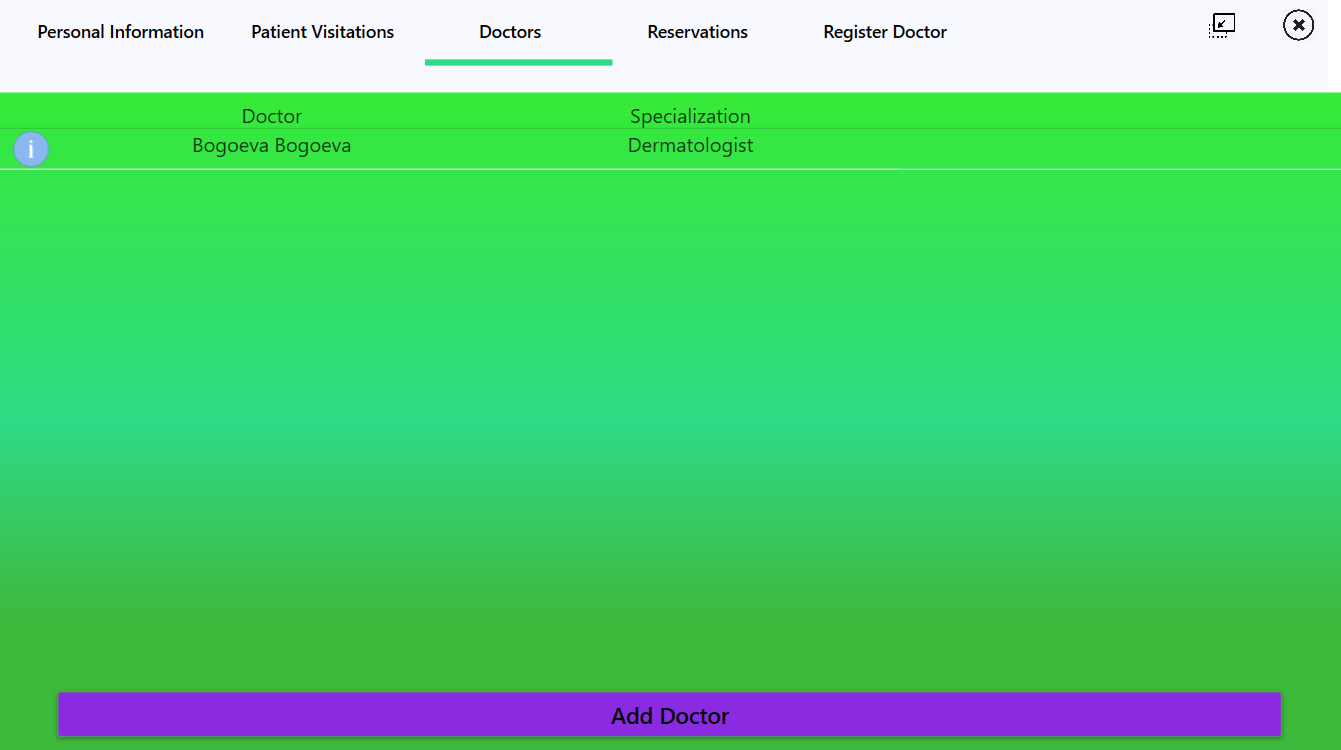 Personal Information Patient Visitations Doctors Reservations Register Doctor
Doctor Specialization
i Bogoeva Bogoeva Dermatologist
Add Doctor